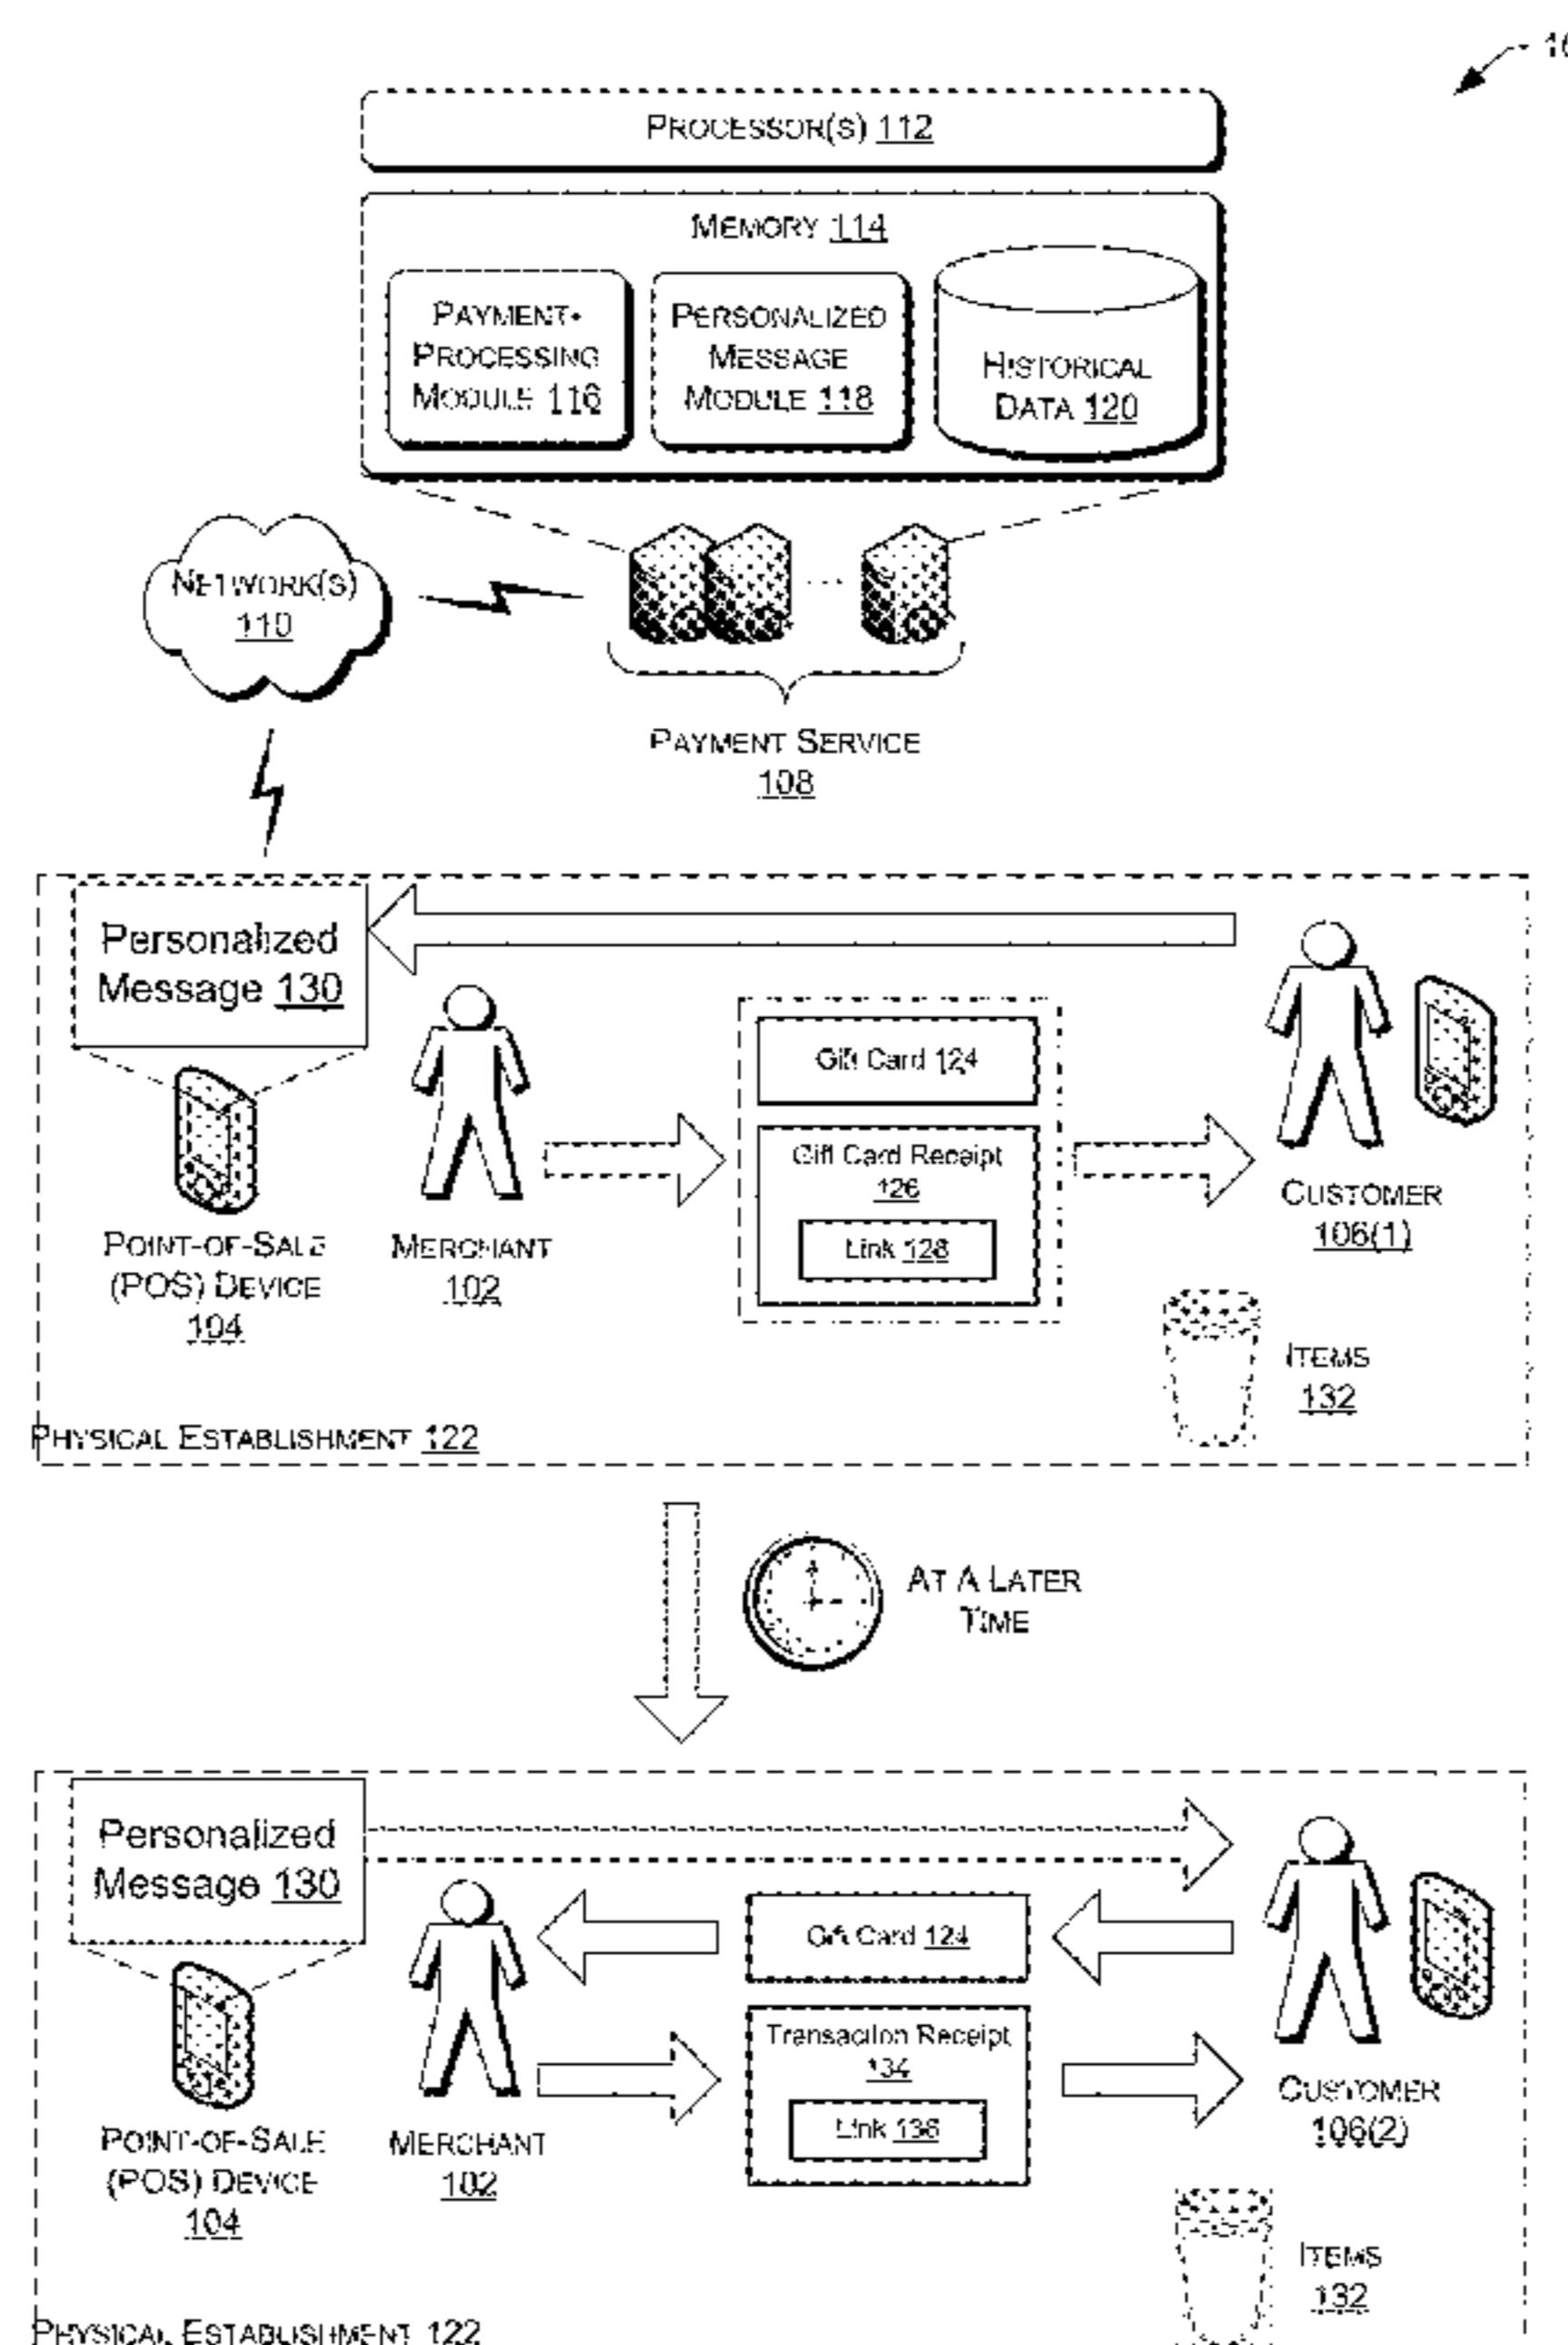 PROCESSOR(S) 112
MEMORY 114
PAYMENT-
PROCESSING
MODULE 116
PERSONALIZED
MESSAGE
MODULE 118
HISTORICAL
DATA 120
NETWORK(S)
110
PAYMENT SERVICE
108
Personalized
Message 130
Gift Card 124
Gift Card Receipt
126
Link 128
POINT-OF-SALE
(POS) DEVICE
104
MERCHANT
102
CUSTOMER
106(1)
ITEMS
132
PHYSICAL ESTABLISHMENT 122
AT A LATER
TIME
Personalized
Message 130
Gift Card 124
Transaction Receipt
134
Link 136
POINT-OF-SALE
(POS) DEVICE
104
MERCHANT
102
CUSTOMER
106(2)
ITEMS
132
PHYSICAL ESTABLISHMENT 122